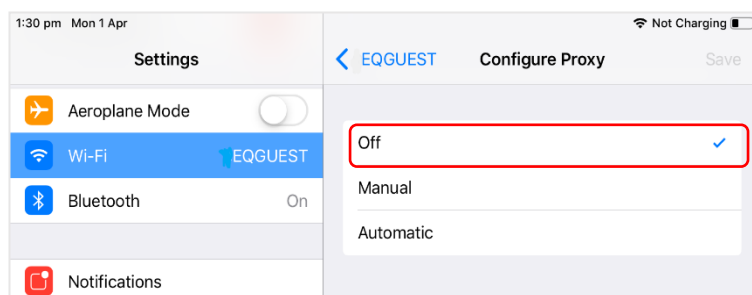 1:30 pm Mon 1 Apr
Not Charging
Settings
EQGUEST
Configure Proxy
Save
Aeroplane Mode
Wi-Fi
EQGUEST
Bluetooth
On
Notifications
Off
Manual
Automatic